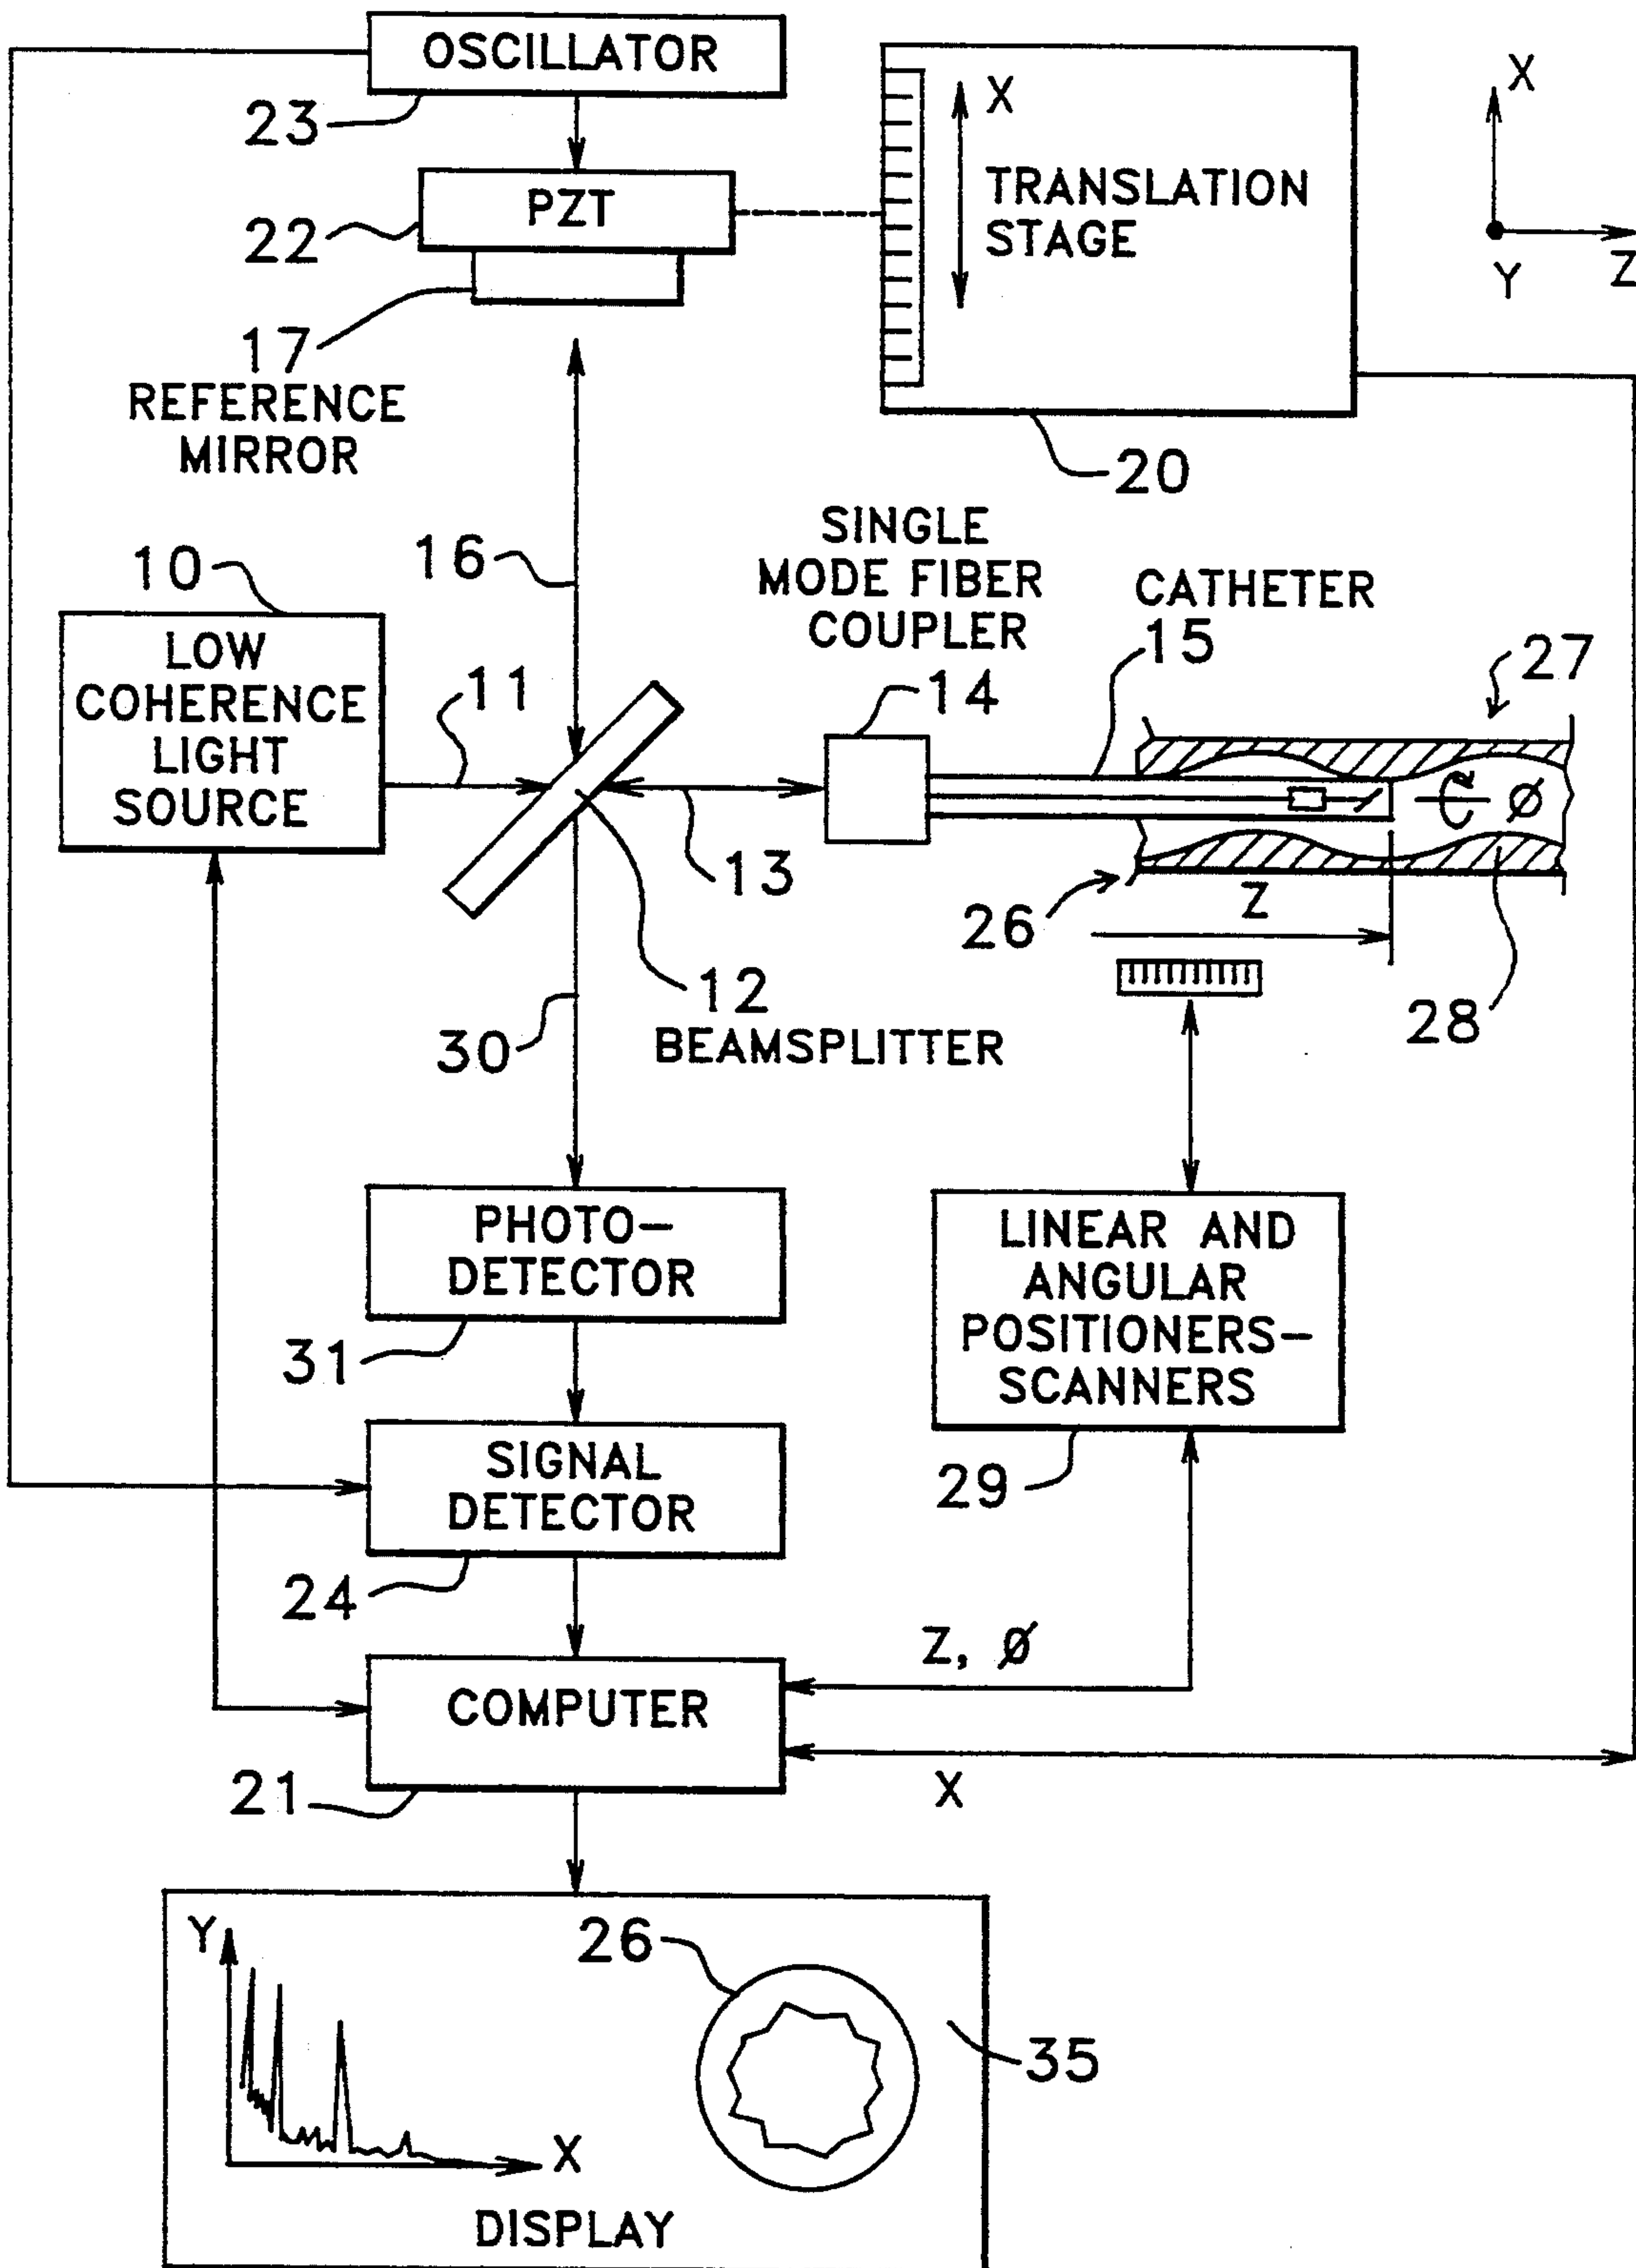 OSCILLATOR
23
PZT
22
17
REFERENCE
MIRROR
X
TRANSLATION
STAGE
20
X
Y
Z
10
LOW
COHERENCE
LIGHT
SOURCE
11
16
SINGLE
MODE FIBER
COUPLER
14
CATHETER
15
27
Ø
13
26
Z
28
12
BEAMSPLITTER
30
PHOTO-
DETECTOR
31
LINEAR AND
ANGULAR
POSITIONERS-
SCANNERS
29
SIGNAL
DETECTOR
24
Z, Ø
COMPUTER
21
X
Y
X
26
35
DISPLAY